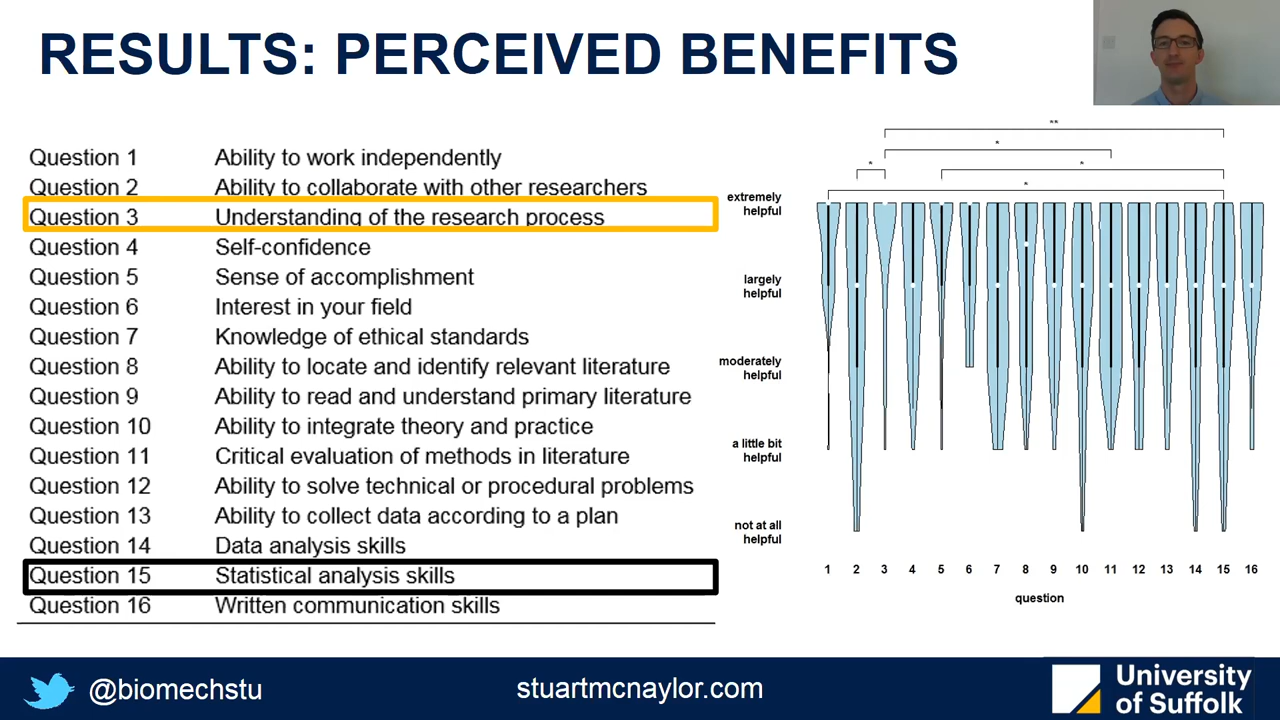 RESULTS: PERCEIVED BENEFITS
Question 1 Ability to work independently
Question 2 Ability to collaborate with other researchers
Question 3 Understanding of the research process
Question 4 Self-confidence
Question 5 Sense of accomplishment
Question 6 Interest in your field
Question 7 Knowledge of ethical standards
Question 8 Ability to locate and identify relevant literature
Question 9 Ability to read and understand primary literature
Question 10 Ability to integrate theory and practice
Question 11 Critical evaluation of methods in literature
Question 12 Ability to solve technical or procedural problems
Question 13 Ability to collect data according to a plan
Question 14 Data analysis skills
Question 15 Statistical analysis skills
Question 16 Written communication skills
**
*
* *
*
extremely
helpful
largely
helpful
moderately
helpful
a little bit
helpful
not at all
helpful
1 2 3 4 5 6 7 8 9 10 11 12 13 14 15 16
question
@biomechstu
stuartmcnaylor.com
University
of Suffolk